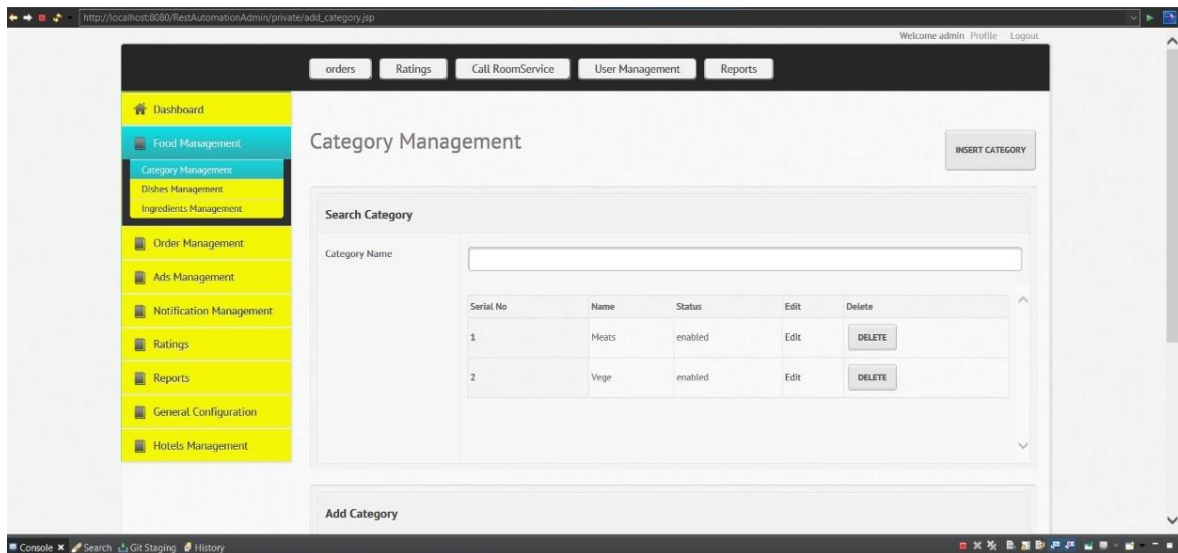 http://localhost:8080/RestAutomationAdmin/private/add_category.jsp
Welcome admin Profile Logout
orders Ratings Call RoomService User Management Reports
Dashboard
Food Management
Category Management
Dishes Management
Ingredients Management
Order Management
Ads Management
Notification Management
Ratings
Reports
General Configuration
Hotels Management
Category Management
INSERT CATEGORY
Search Category
Category Name
Serial No Name Status Edit Delete
1 Meats enabled Edit DELETE
2 Vege enabled Edit DELETE
Add Category
Console Search Git Staging History